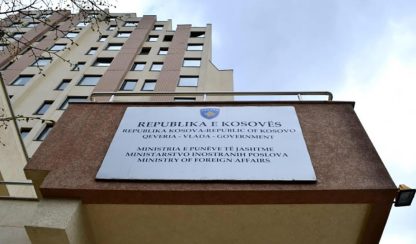 REPUBLIKA E KOSOVËS
REPUBLIKA KOSOVA-REPUBLIC OF KOSOVO
QEVERIA - VLADA - GOVERNMENT
MINISTRIA E PUNËVE TË JASHTME
MINISTARSTVO INOSTRANIH POSLOVA
MINISTRY OF FOREIGN AFFAIRS